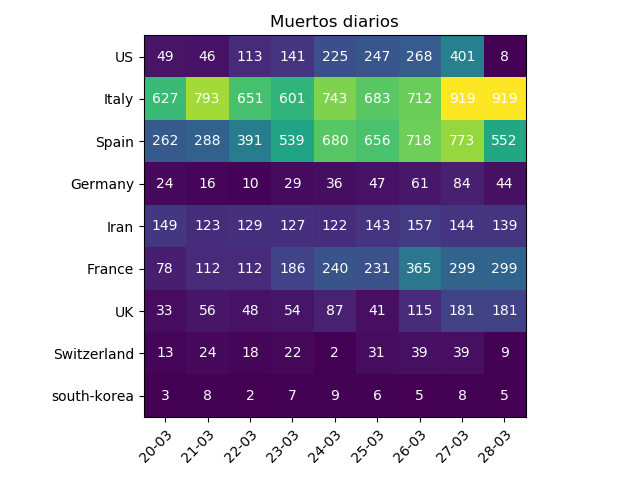 Muertos diarios
US 49 46 113 141 225 247 268 401 8
Italy 627 793 651 601 743 683 712 919 919
Spain 262 288 391 539 680 656 718 773 552
Germany 24 16 10 29 36 47 61 84 44
Iran 149 123 129 127 122 143 157 144 139
France 78 112 112 186 240 231 365 299 299
UK 33 56 48 54 87 41 115 181 181
Switzerland 13 24 18 22 2 31 39 39 9
south-korea 3 8 2 7 9 6 5 8 5
20-03 21-03 22-03 23-03 24-03 25-03 26-03 27-03 28-03